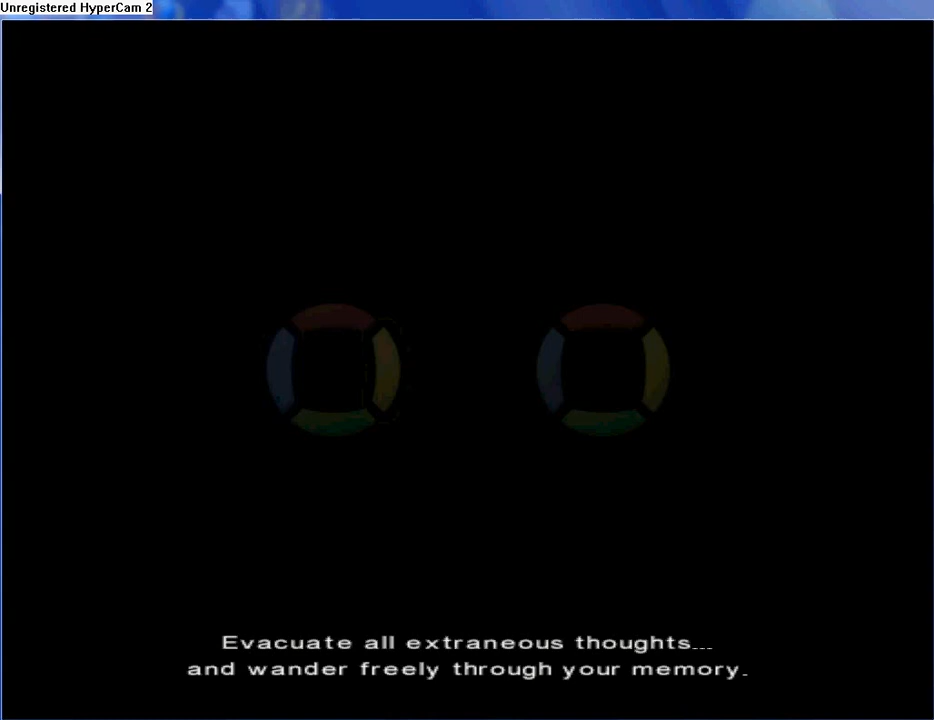 Unregistered HyperCam 2
Evacuate all extraneous thoughts...
and wander freely through your memory.